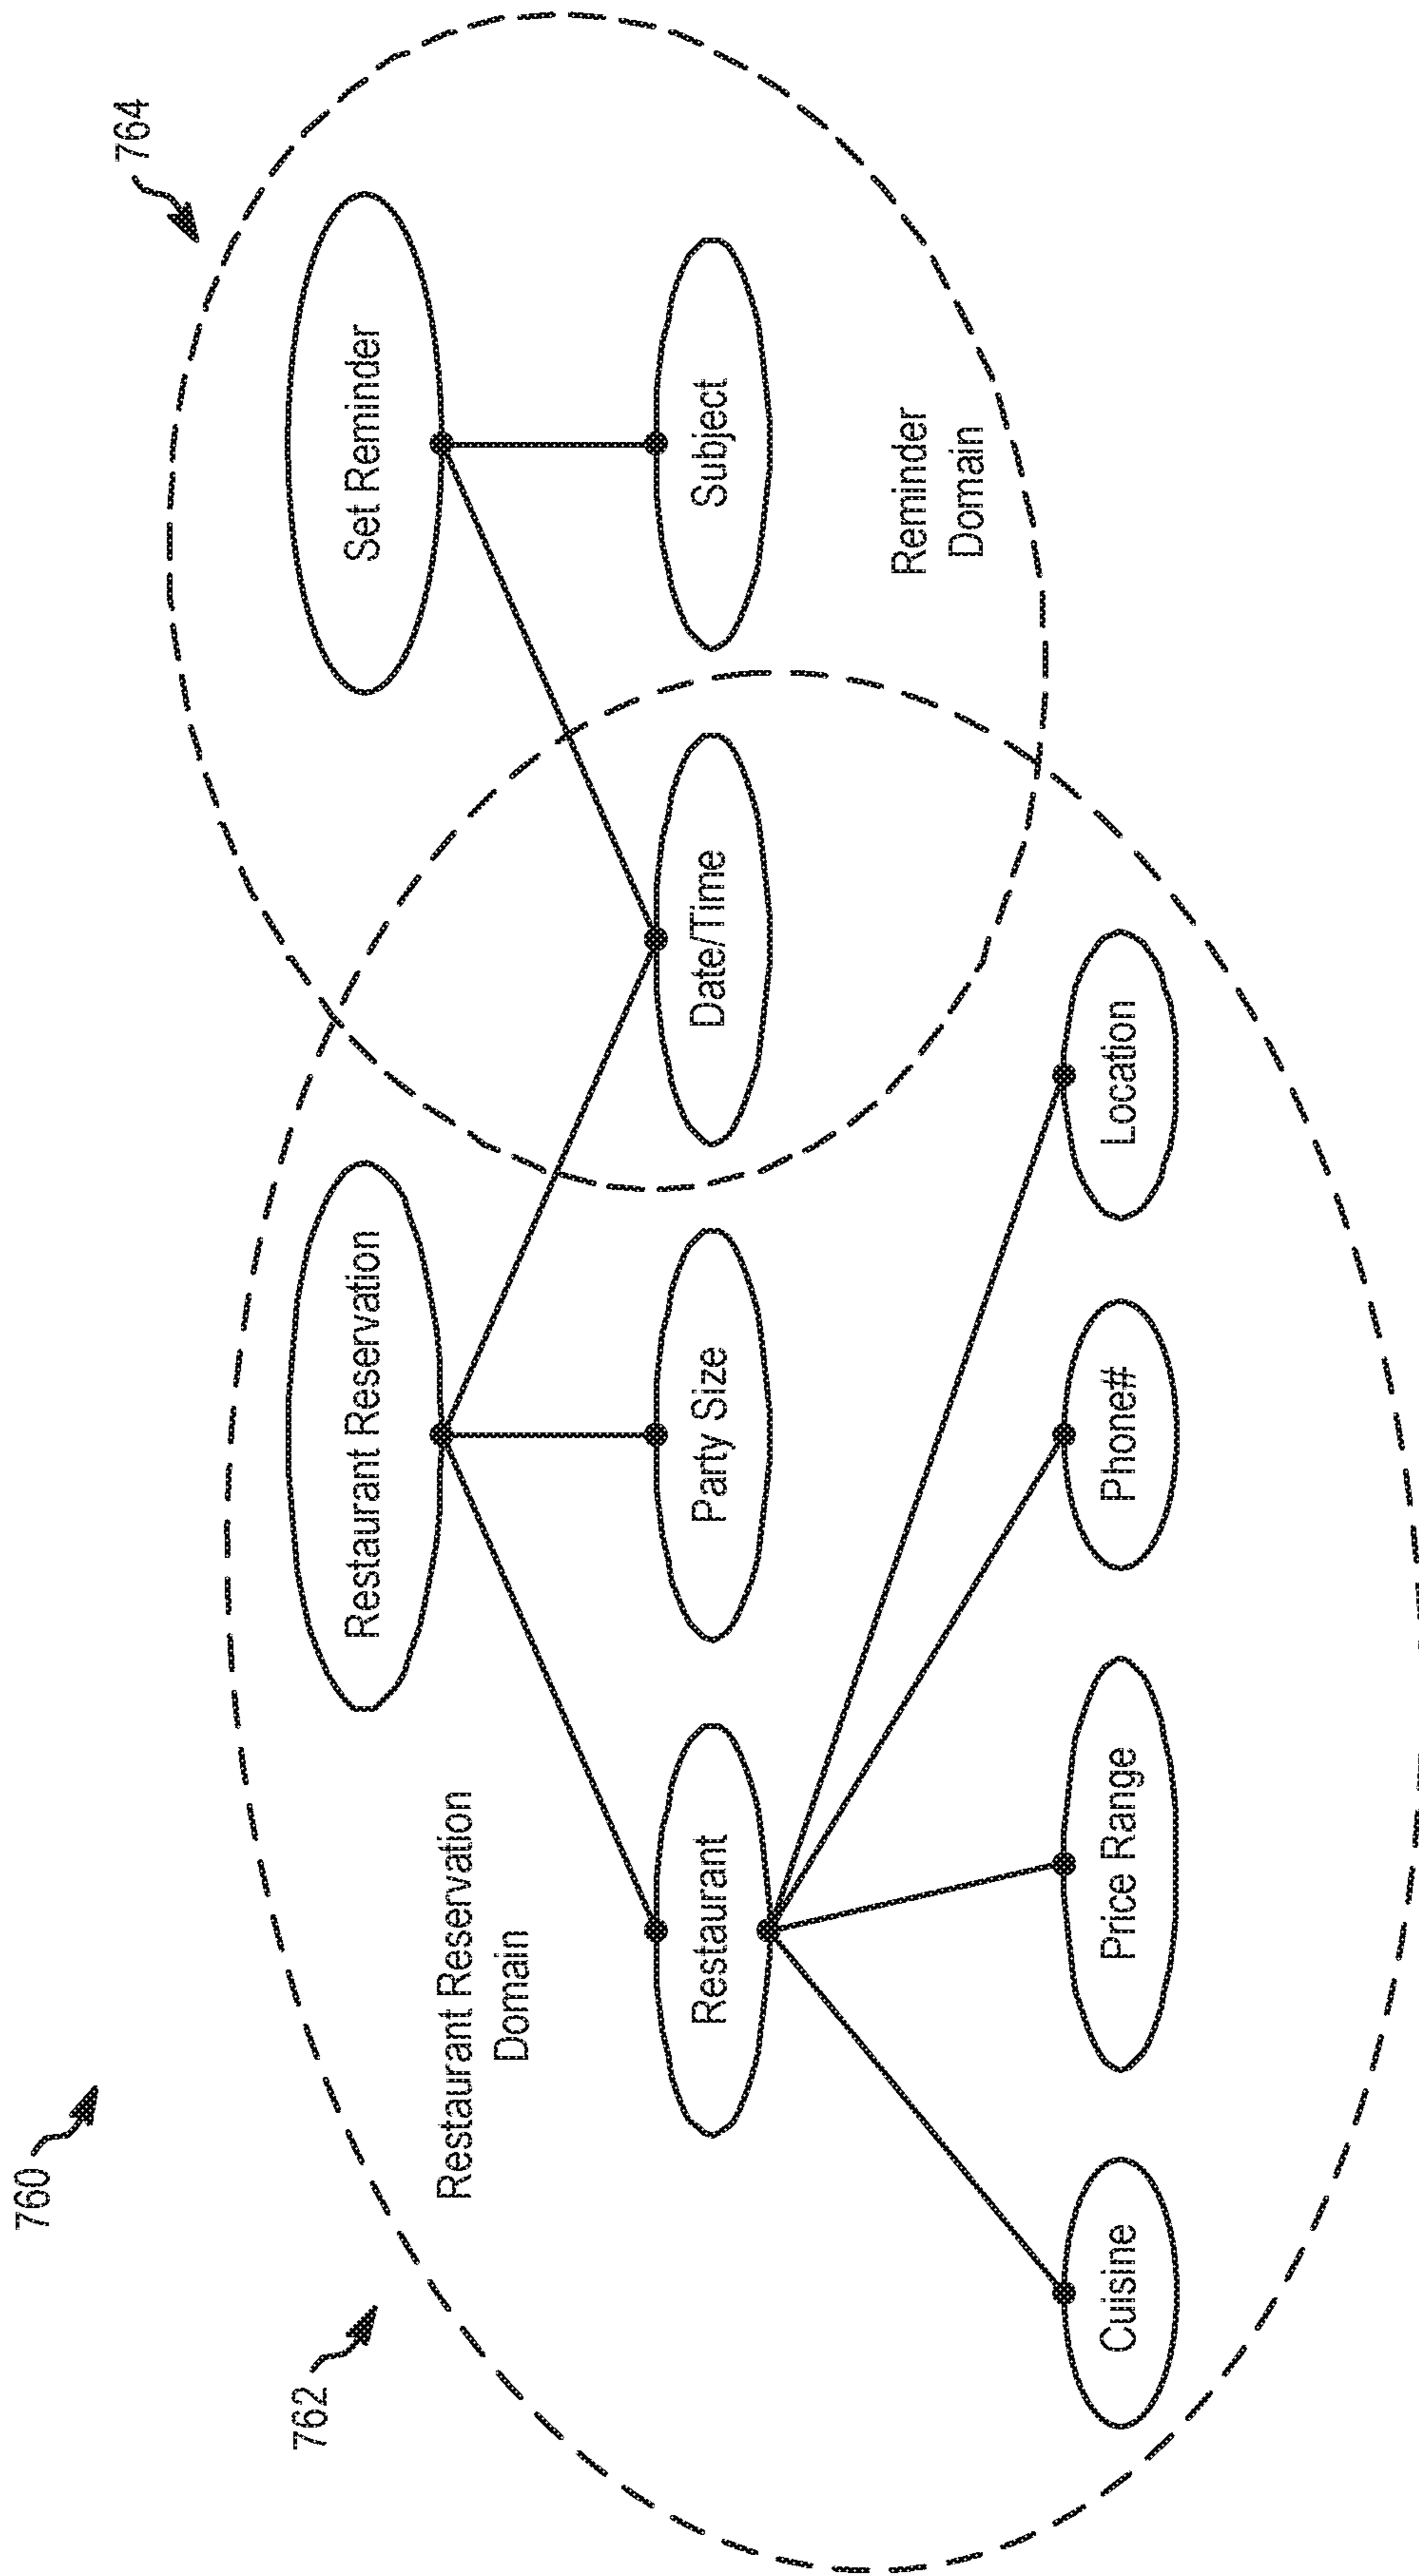 760
762
764
Restaurant Reservation
Set Reminder
Restaurant Reservation
Domain
Restaurant
Party Size
Date/Time
Subject
Reminder
Domain
Cuisine
Price Range
Phone#
Location